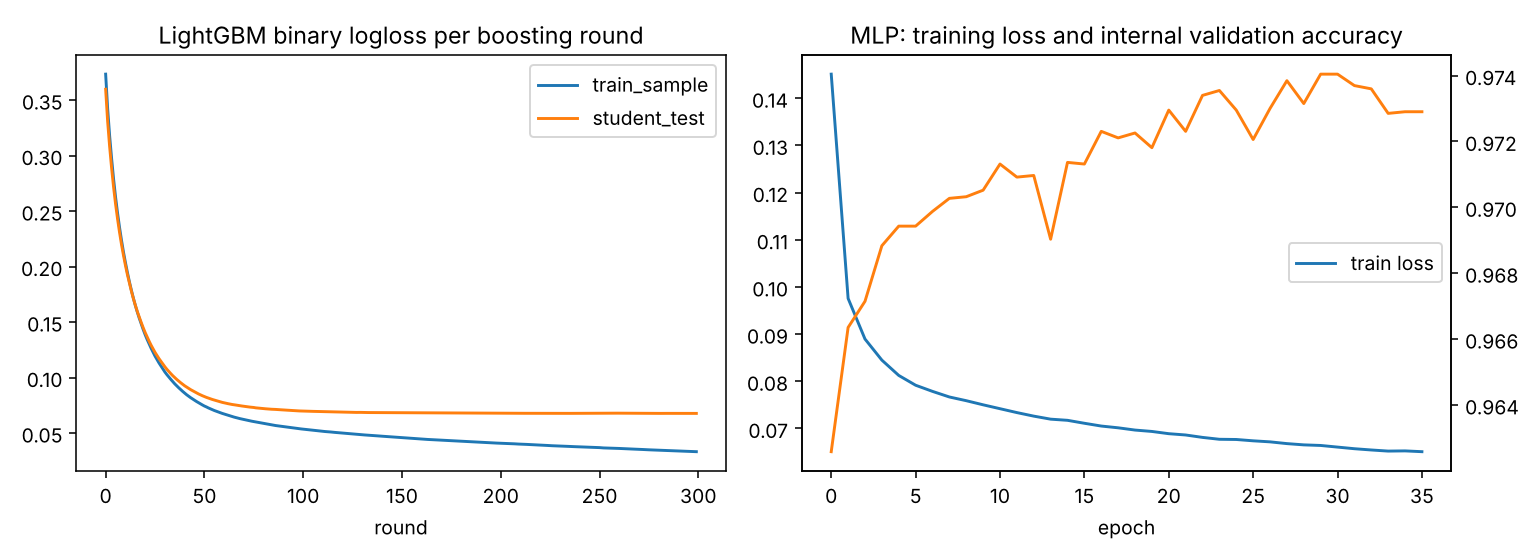 LightGBM binary logloss per boosting round
0.35
0.30
0.25
0.20
0.15
0.10
0.05
train_sample
student_test
0 50 100 150 200 250 300
round
MLP: training loss and internal validation accuracy
0.14
0.13
0.12
0.11
0.10
0.09
0.08
0.07
train loss
0.974
0.972
0.970
0.968
0.966
0.964
0 5 10 15 20 25 30 35
epoch